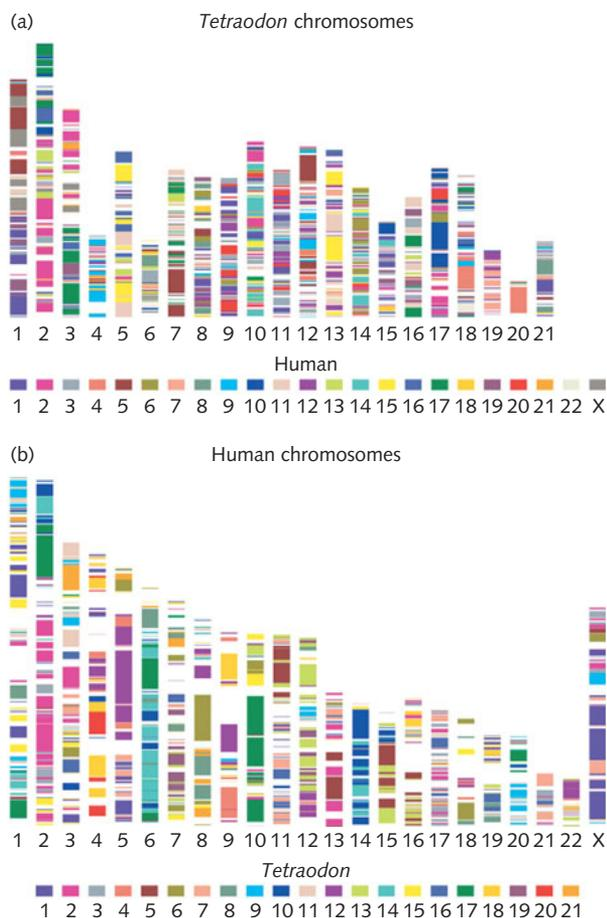 (a)
Tetraodon chromosomes
1 2 3 4 5 6 7 8 9 10 11 12 13 14 15 16 17 18 19 20 21
Human
1 2 3 4 5 6 7 8 9 10 11 12 13 14 15 16 17 18 19 20 21 22 X
(b)
Human chromosomes
1 2 3 4 5 6 7 8 9 10 11 12 13 14 15 16 17 18 19 20 21 22 X
Tetraodon
1 2 3 4 5 6 7 8 9 10 11 12 13 14 15 16 17 18 19 20 21